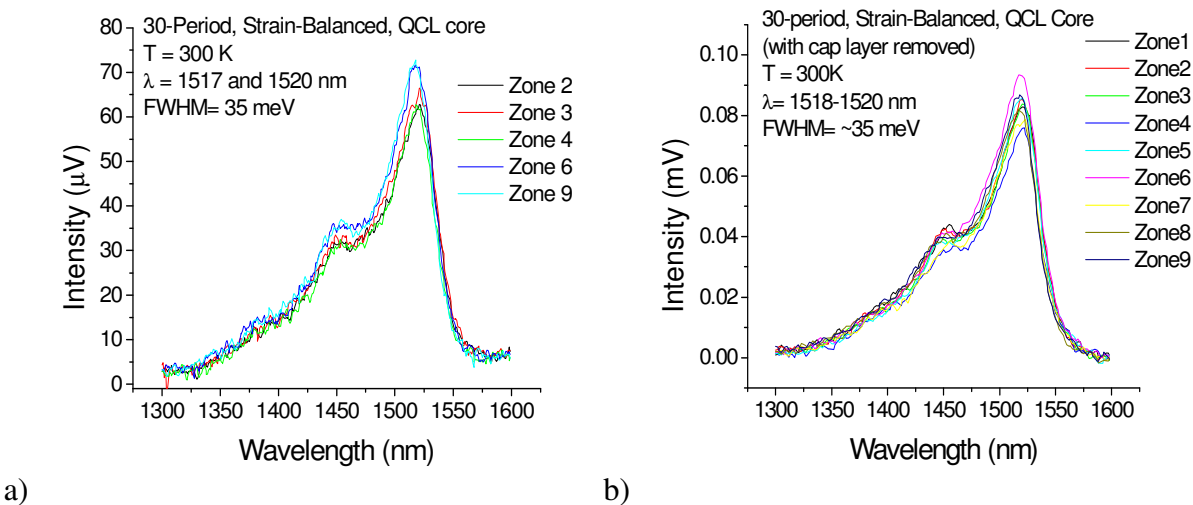 30-Period, Strain-Balanced, QCL core
T = 300 K
λ = 1517 and 1520 nm
FWHM= 35 meV
Zone 2
Zone 3
Zone 4
Zone 6
Zone 9
80
70
60
50
40
30
20
10
0
Intensity (μV)
1300 1350 1400 1450 1500 1550 1600
Wavelength (nm)
a)
30-period, Strain-Balanced, QCL Core
(with cap layer removed)
T = 300K
λ= 1518-1520 nm
FWHM= ~35 meV
Zone1
Zone2
Zone3
Zone4
Zone5
Zone6
Zone7
Zone8
Zone9
0.10
0.08
0.06
0.04
0.02
0.00
Intensity (mV)
1300 1350 1400 1450 1500 1550 1600
Wavelength (nm)
b)